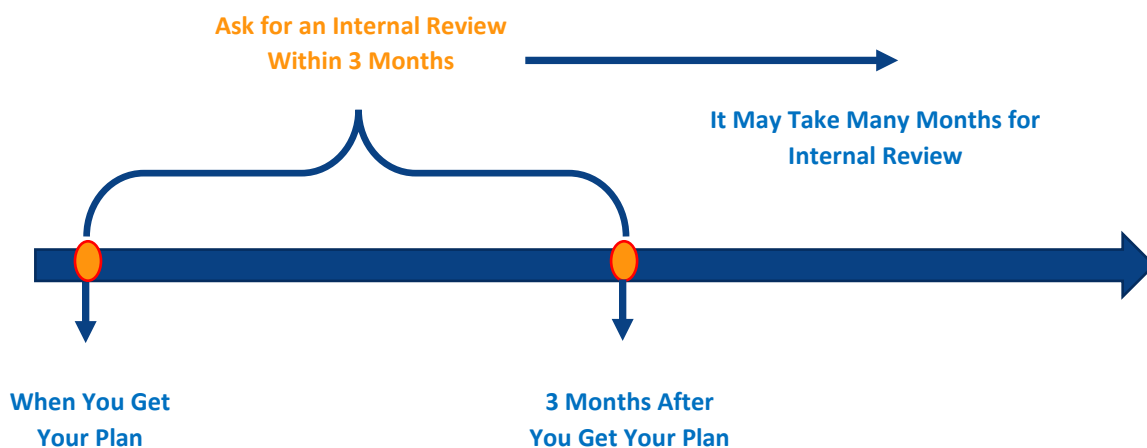 Ask for an Internal Review
Within 3 Months
It May Take Many Months for
Internal Review
When You Get
Your Plan
3 Months After
You Get Your Plan